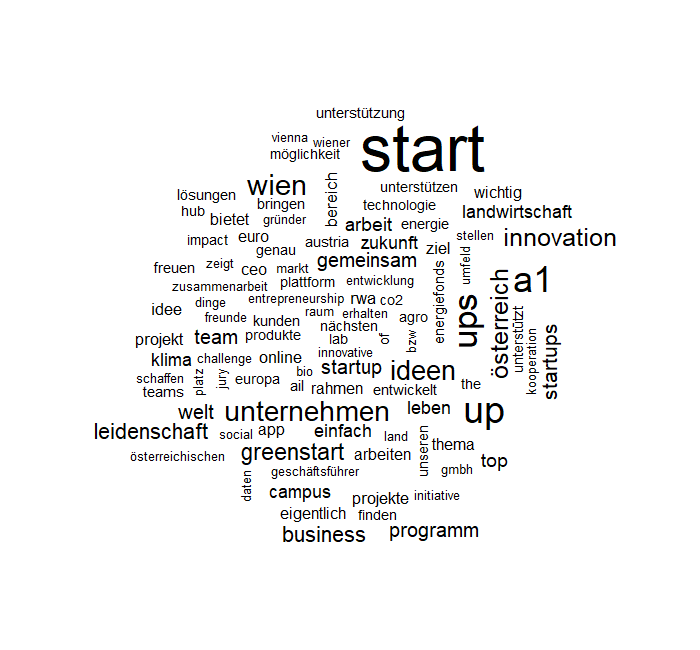 unterstützung
vienna
wiener
start
möglichkeit
wien
bereich
unterstützen
wichtig
lösungen
bringen
technologie
landwirtschaft
hub
bietet
gründer
arbeit
energie
impact
euro
austria
zukunft
ziel
stellen
innovation
genau
gemeinsam
umfeld
freuen
zeigt
ceo
markt
energiefonds
österreich
a1
zusammenarbeit
plattform
entwicklung
ups
idee
dinge
entrepreneurship
rwa
co2
unterstützt
freunde
kunden
raum
erhalten
agro
kooperation
startups
nächsten
projekt
team
produkte
lab
of
bzw
klima
challenge
online
innovative
startup
ideen
schaffen
platz
jury
europa
bio
teams
ail
rahmen
entwickelt
the
welt
unternehmen
leben
up
leidenschaft
social
app
einfach
land
unseren
thema
österreichischen
greenstart
arbeiten
top
geschäftsführer
gmbh
daten
campus
projekte
initiative
eigentlich
finden
business
programm